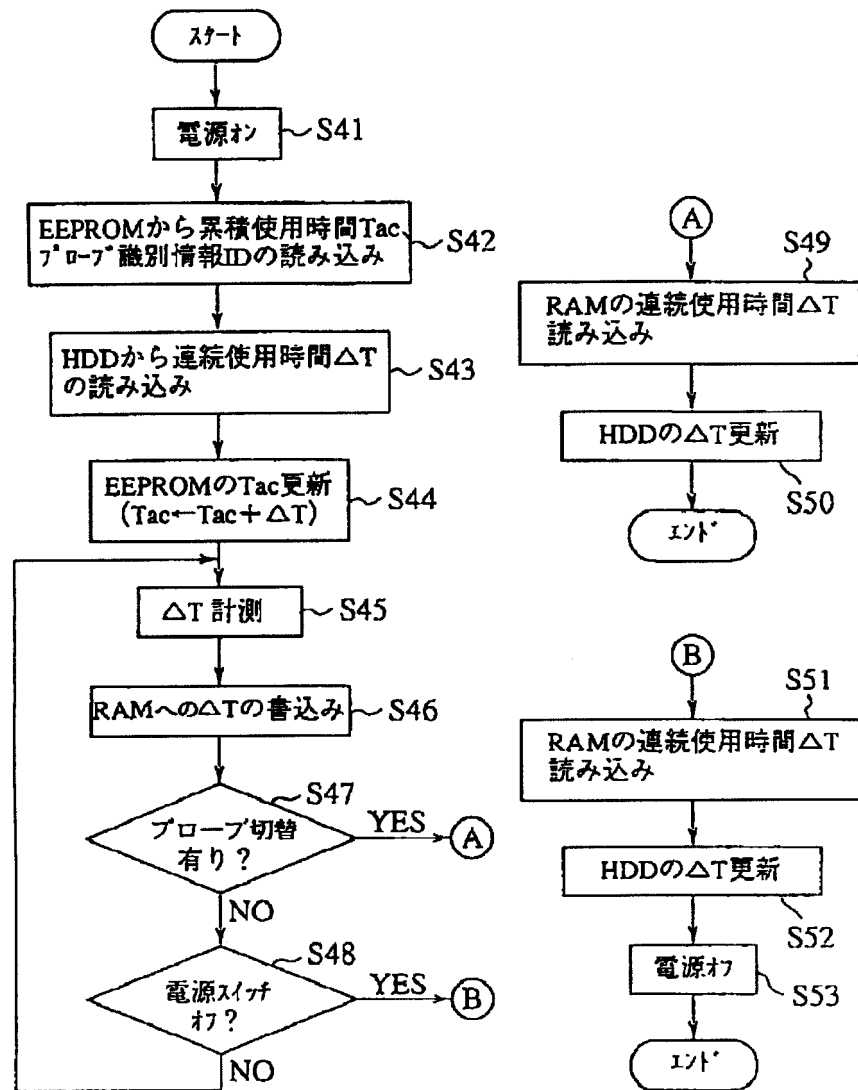 スタート
電源オン
S41
EEPROMから累積使用時間Tac
プローブ識別情報IDの読み込み
S42
HDDから連続使用時間△T
の読み込み
S43
EEPROMのTac更新
(Tac←Tac+△T)
S44
△T 計測
S45
RAMへの△Tの書込み
S46
S47
プローブ切替
有り?
YES
A
NO
S48
電源スイッチ
オフ?
YES
B
NO
A
S49
RAMの連続使用時間△T
読み込み
HDDの△T更新
S50
エンド
B
S51
RAMの連続使用時間△T
読み込み
HDDの△T更新
S52
電源オフ
S53
エンド